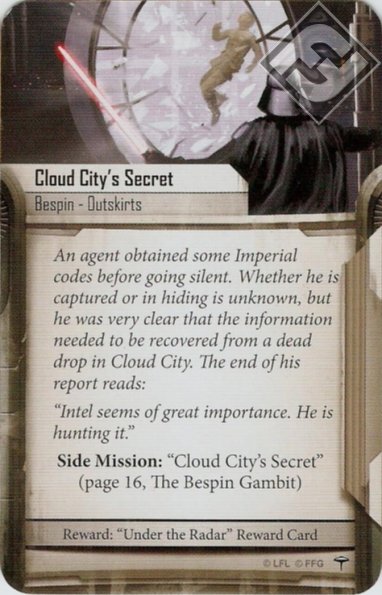 Cloud City's Secret
Bespin - Outskirts
An agent obtained some Imperial
codes before going silent. Whether he is
captured or in hiding is unknown, but
he was very clear that the information
needed to be recovered from a dead
drop in Cloud City. The end of his
report reads:
"Intel seems of great importance. He is
hunting it."
Side Mission: "Cloud City's Secret"
(page 16, The Bespin Gambit)
Reward: "Under the Radar" Reward Card
© LFL © FFG